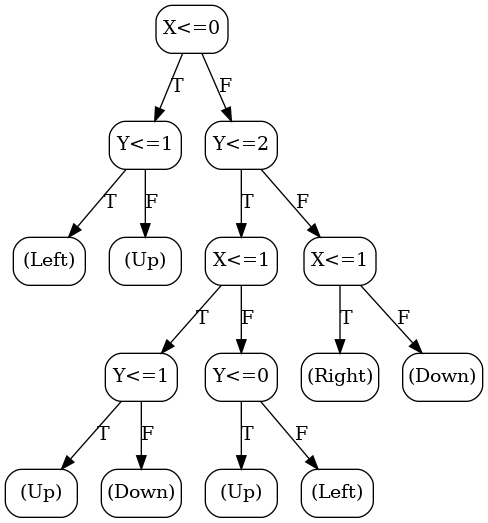 X<=0
T F
Y<=1 Y<=2
T F T F
(Left) (Up) X<=1 X<=1
T F T F
Y<=1 Y<=0 (Right) (Down)
T F T F
(Up) (Down) (Up) (Left)